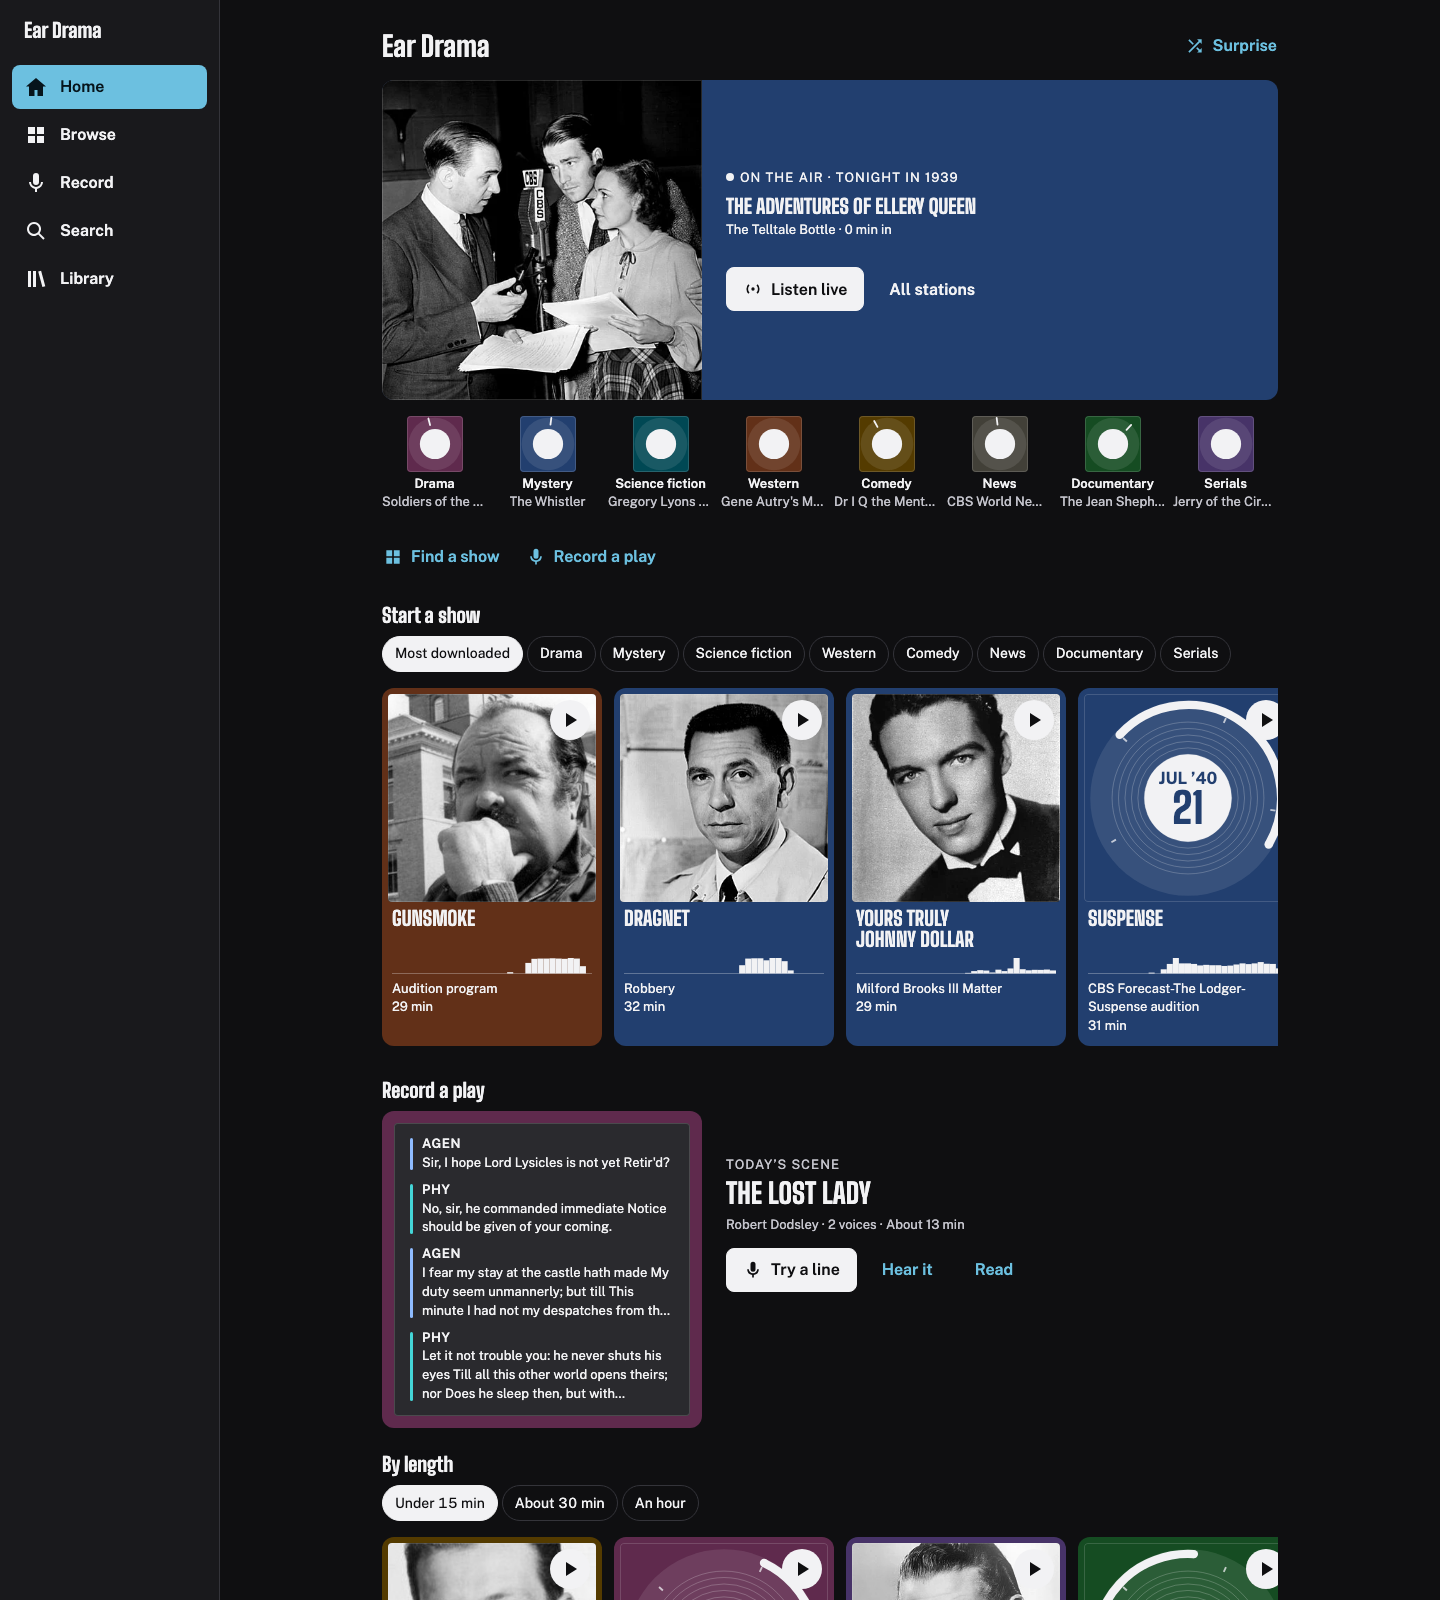 Ear Drama
Home
Browse
Record
Search
Library
Ear Drama
Surprise
CBS
CBS
ON THE AIR · TONIGHT IN 1939
THE ADVENTURES OF ELLERY QUEEN
The Telltale Bottle · 0 min in
Listen live
All stations
Drama
Soldiers of the ...
Mystery
The Whistler
Science fiction
Gregory Lyons ...
Western
Gene Autry's M...
Comedy
Dr I Q the Ment...
News
CBS World Ne...
Documentary
The Jean Sheph...
Serials
Jerry of the Cir...
Find a show
Record a play
Start a show
Most downloaded
Drama
Mystery
Science fiction
Western
Comedy
News
Documentary
Serials
GUNSMOKE
Audition program
29 min
DRAGNET
Robbery
32 min
YOURS TRULY
JOHNNY DOLLAR
Milford Brooks III Matter
29 min
JUL ’40
21
SUSPENSE
CBS Forecast-The Lodger-
Suspense audition
31 min
Record a play
AGEN
Sir, I hope Lord Lysicles is not yet Retir'd?
PHY
No, sir, he commanded immediate Notice
should be given of your coming.
AGEN
I fear my stay at the castle hath made My
duty seem unmannerly; but till This
minute I had not my despatches from th...
PHY
Let it not trouble you: he never shuts his
eyes Till all this other world opens theirs;
nor Does he sleep then, but with...
TODAY’S SCENE
THE LOST LADY
Robert Dodsley · 2 voices · About 13 min
Try a line
Hear it
Read
By length
Under 15 min
About 30 min
An hour